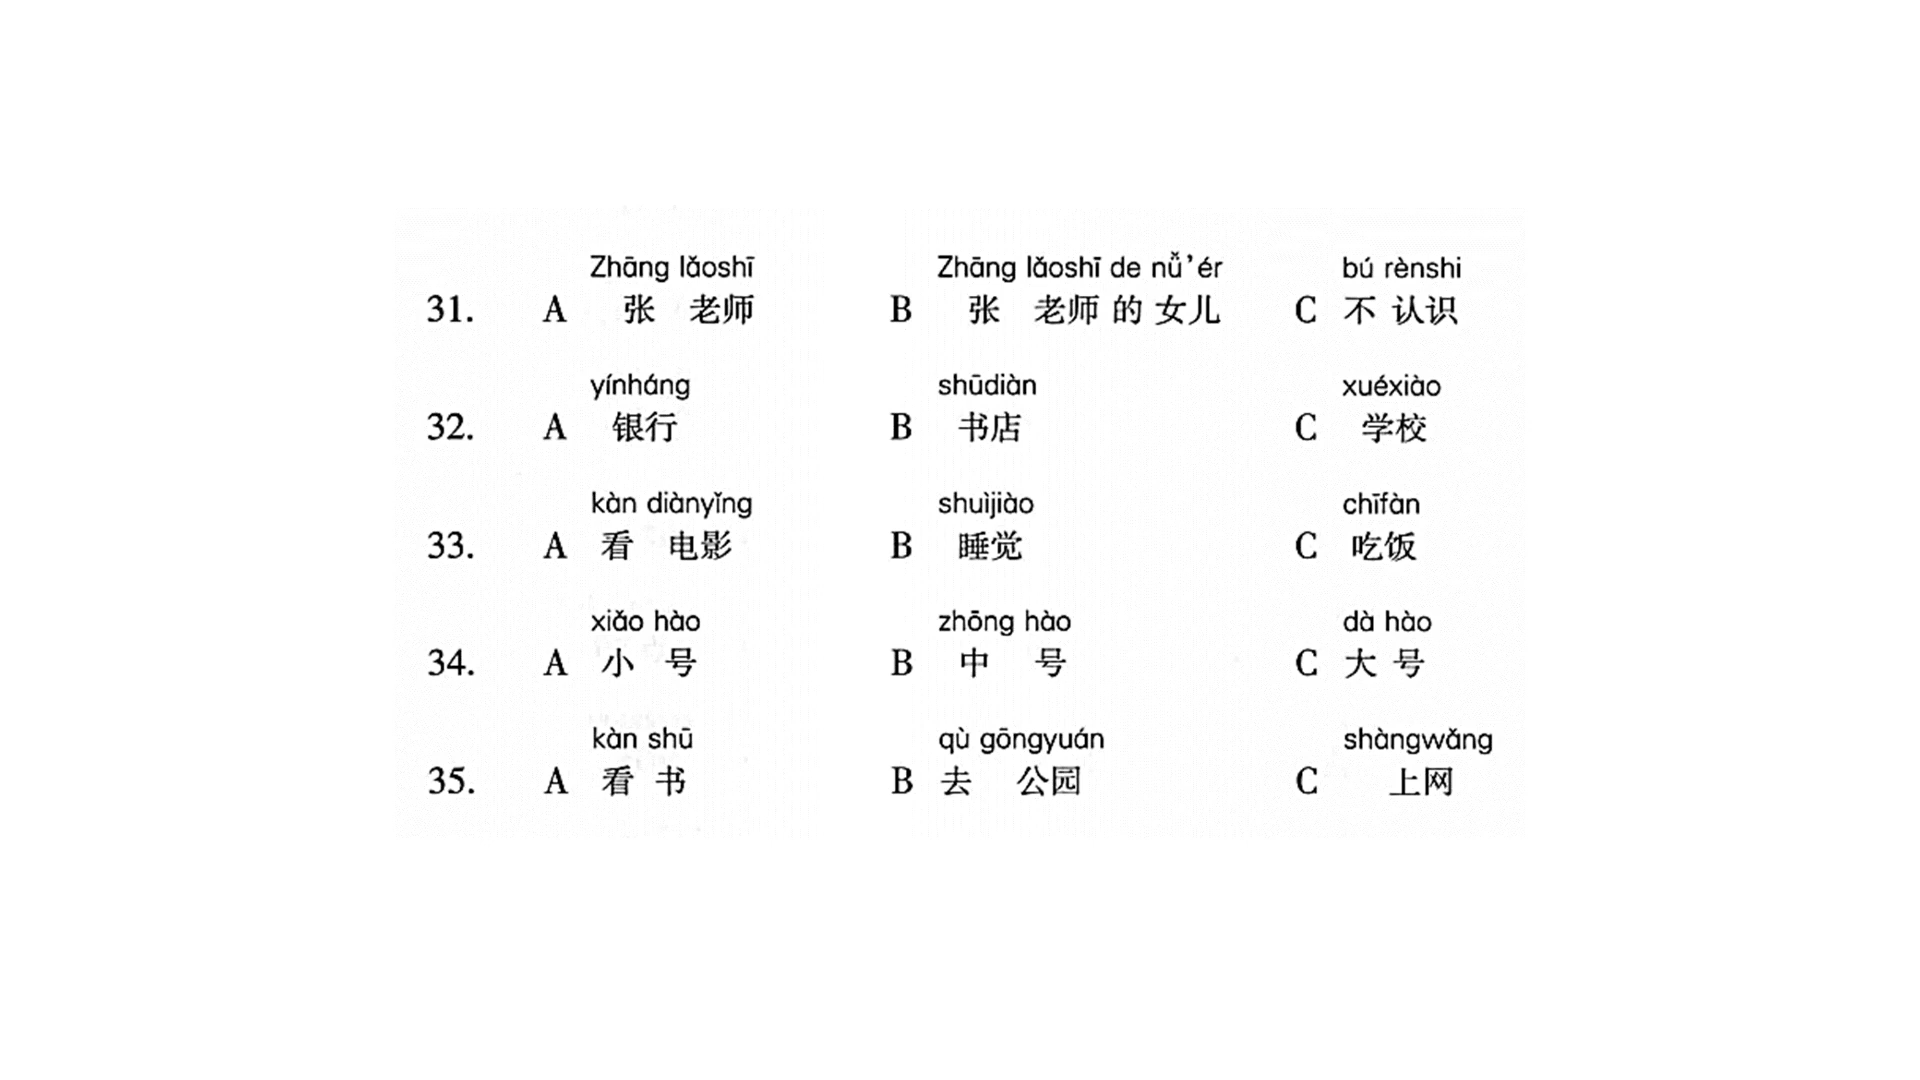 Zhāng lǎoshī Zhāng lǎoshī de nǚ'ér bú rènshi
31. A 张 老师 B 张 老师 的 女儿 C 不 认识
yínháng shūdiàn xuéxiào
32. A 银行 B 书店 C 学校
kàn diànyǐng shuìjiào chīfàn
33. A 看 电影 B 睡觉 C 吃饭
xiǎo hào zhōng hào dà hào
34. A 小 号 B 中 号 C 大 号
kàn shū qù gōngyuán shàngwǎng
35. A 看 书 B 去 公园 C 上网